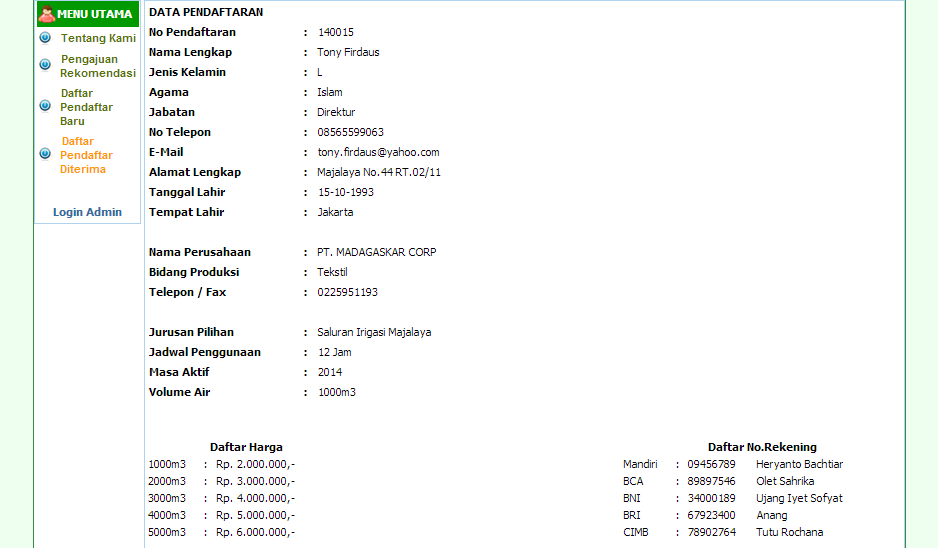 MENU UTAMA
Tentang Kami
Pengajuan
Rekomendasi
Daftar
Pendaftar
Baru
Daftar
Pendaftar
Diterima
Login Admin
DATA PENDAFTARAN
No Pendaftaran : 140015
Nama Lengkap : Tony Firdaus
Jenis Kelamin : L
Agama : Islam
Jabatan : Direktur
No Telepon : 08565599063
E-Mail : tony.firdaus@yahoo.com
Alamat Lengkap : Majalaya No.44 RT.02/11
Tanggal Lahir : 15-10-1993
Tempat Lahir : Jakarta
Nama Perusahaan : PT. MADAGASKAR CORP
Bidang Produksi : Tekstil
Telepon / Fax : 0225951193
Jurusan Pilihan : Saluran Irigasi Majalaya
Jadwal Penggunaan : 12 Jam
Masa Aktif : 2014
Volume Air : 1000m3
Daftar Harga
1000m3 : Rp. 2.000.000,-
2000m3 : Rp. 3.000.000,-
3000m3 : Rp. 4.000.000,-
4000m3 : Rp. 5.000.000,-
5000m3 : Rp. 6.000.000,-
Daftar No.Rekening
Mandiri : 09456789 Heryanto Bachtiar
BCA : 89897546 Olet Sahrika
BNI : 34000189 Ujang Iyet Sofyat
BRI : 67923400 Anang
CIMB : 78902764 Tutu Rochana